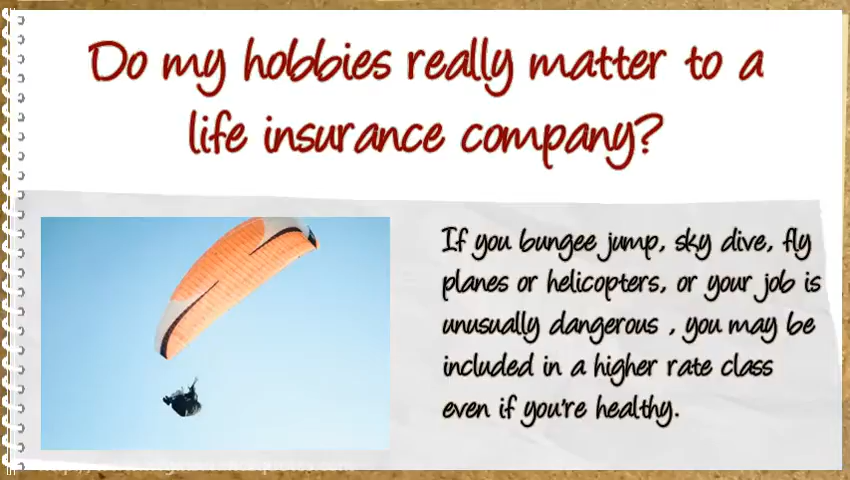 Do my hobbies really matter to a
life insurance company?
If you bungee jump, sky dive, fly
planes or helicopters, or your job is
unusually dangerous , you may be
included in a higher rate class
even if you're healthy.